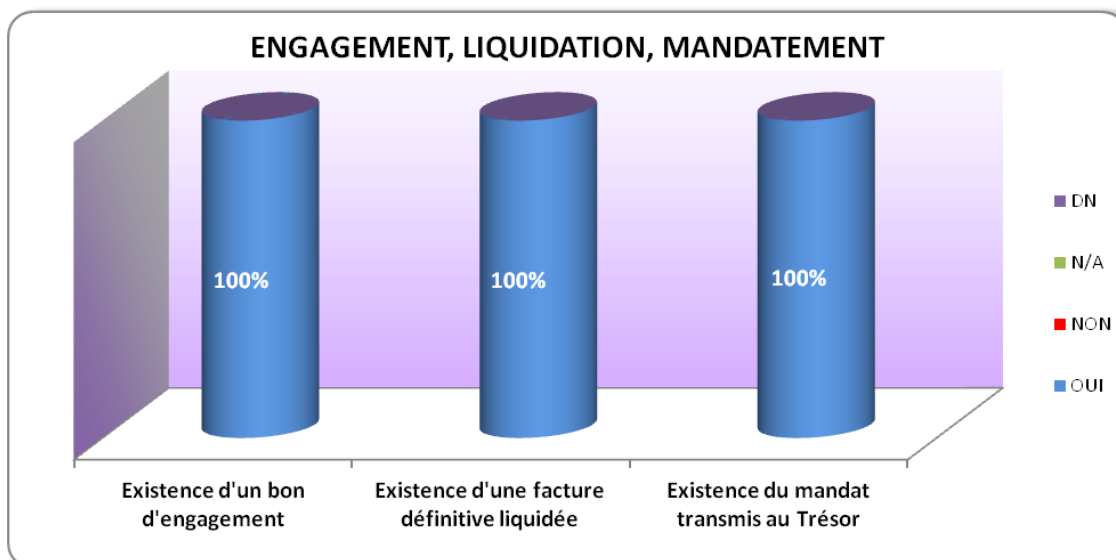 ENGAGEMENT, LIQUIDATION, MANDATEMENT
100%
100%
100%
DN
N/A
NON
OUI
Existence d'un bon
d'engagement
Existence d'une facture
définitive liquidée
Existence du mandat
transmis au Trésor